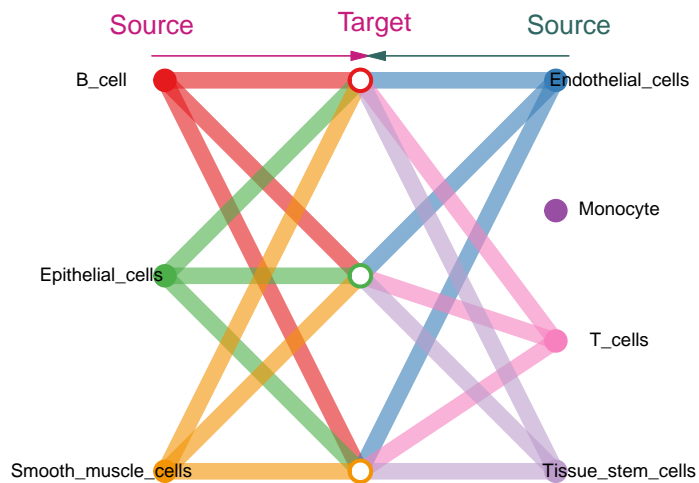 Source
Target
Source
B_cell
Endothelial_cells
Monocyte
Epithelial_cells
T_cells
Smooth_muscle_cells
Tissue_stem_cells